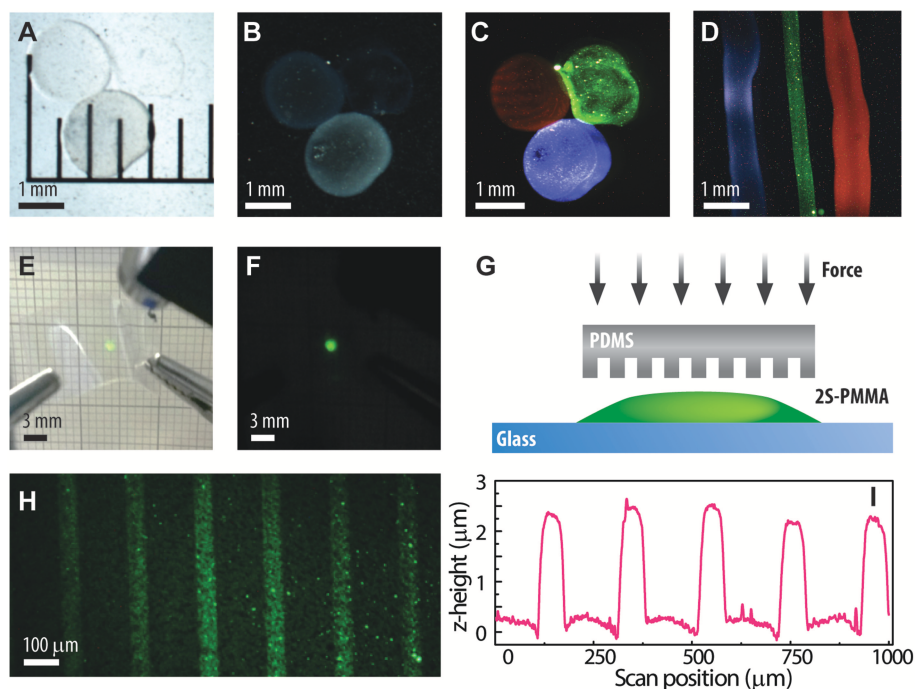 A
1 mm
B
1 mm
C
1 mm
D
1 mm
E
3 mm
F
3 mm
G
Force
PDMS
2S-PMMA
Glass
H
100 μm
I
z-height (μm)
3
2
1
0
0 250 500 750 1000
Scan position (μm)